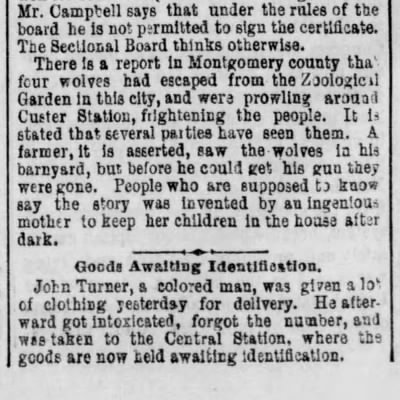 Mr. Campbell says that under the rules of the
board he is not permitted to sign the certificate.
The Sectional Board thinks otherwise.
There is a report in Montgomery county that
four wolves had escaped from the Zoological
Garden in this city, and were prowling around
Custer Station, frightening the people. It is
stated that several parties have seen them. A
farmer, it is asserted, saw the wolves in his
barnyard, but before he could get his gun they
were gone. People who are supposed to know
say the story was invented by an ingenious
mother to keep her children in the house after
dark.
Goods Awaiting Identification.
John Turner, a colored man, was given a lot
of clothing yesterday for delivery. He after-
ward got intoxicated, forgot the number, and
was taken to the Central Station, where the
goods are now held awaiting identification.